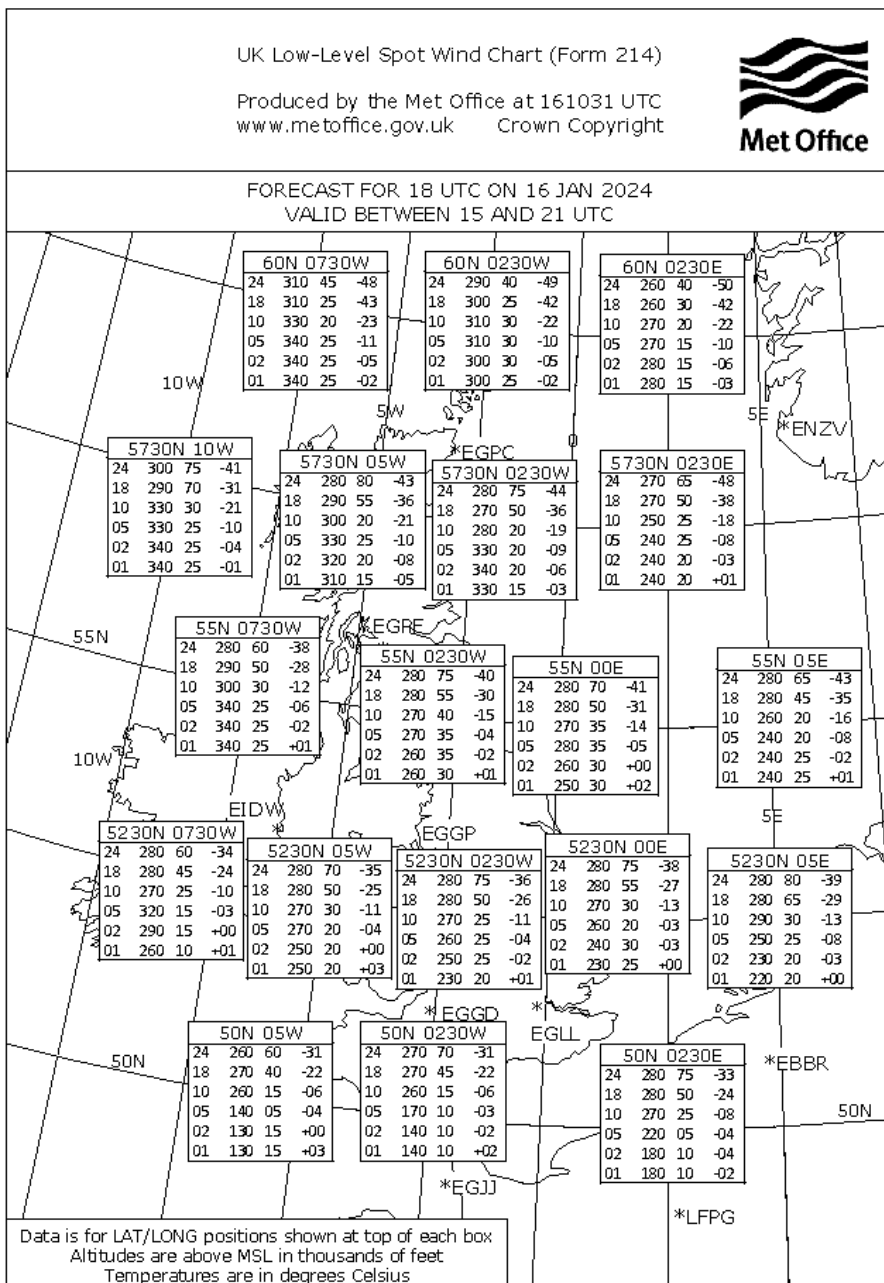 UK Low-Level Spot Wind Chart (Form 214)
Produced by the Met Office at 161031 UTC
www.metoffice.gov.uk Crown Copyright
Met Office
FORECAST FOR 18 UTC ON 16 JAN 2024
VALID BETWEEN 15 AND 21 UTC
60N 0730W
24 310 45 -48
18 310 25 -43
10 330 20 -23
05 340 25 -11
02 340 25 -05
01 340 25 -02
60N 0230W
24 290 40 -49
18 300 25 -42
10 310 30 -22
05 310 30 -10
02 300 30 -05
01 300 25 -02
60N 0230E
24 260 40 -50
18 260 30 -42
10 270 20 -22
05 270 15 -10
02 280 15 -06
01 280 15 -03
10W
5W
5E
*ENZV
*EGPC
5730N 10W
24 300 75 -41
18 290 70 -31
10 330 30 -21
05 330 25 -10
02 340 25 -04
01 340 25 -01
5730N 05W
24 280 80 -43
18 290 55 -36
10 300 20 -21
05 330 25 -10
02 320 20 -08
01 310 15 -05
5730N 0230W
24 280 75 -44
18 270 50 -36
10 280 20 -19
05 330 20 -09
02 340 20 -06
01 330 15 -03
0
5730N 0230E
24 270 65 -48
18 270 50 -38
10 250 25 -18
05 240 25 -08
02 240 20 -03
01 240 20 +01
55N
*EGPF
55N 0730W
24 280 60 -38
18 290 50 -28
10 300 30 -12
05 340 25 -06
02 340 25 -02
01 340 25 +01
55N 0230W
24 280 75 -40
18 280 55 -30
10 270 40 -15
05 270 35 -04
02 260 35 -02
01 260 30 +01
55N 00E
24 280 70 -41
18 280 50 -31
10 270 35 -14
05 280 35 -05
02 260 30 +00
01 250 30 +02
55N 05E
24 280 65 -43
18 280 45 -35
10 260 20 -16
05 240 20 -08
02 240 25 -02
01 240 25 +01
10W
EIDW
*
EGGP
5E
5230N 0730W
24 280 60 -34
18 280 45 -24
10 270 25 -10
05 320 15 -03
02 290 15 +00
01 260 10 +01
5230N 05W
24 280 70 -35
18 280 50 -25
10 270 30 -11
05 270 20 -04
02 250 20 +00
01 250 20 +03
5230N 0230W
24 280 75 -36
18 280 50 -26
10 270 25 -11
05 260 25 -04
02 250 25 -02
01 230 20 +01
5230N 00E
24 280 75 -38
18 280 55 -27
10 270 30 -13
05 260 20 -03
02 240 30 -03
01 230 25 +00
5230N 05E
24 280 80 -39
18 280 65 -29
10 290 30 -13
05 250 25 -08
02 230 20 -03
01 220 20 +00
*EGGD
*
EGLL
50N
*EBBR
50N
50N 05W
24 260 60 -31
18 270 40 -22
10 260 15 -06
05 140 05 -04
02 130 15 +00
01 130 15 +03
50N 0230W
24 270 70 -31
18 270 45 -22
10 260 15 -06
05 170 10 -03
02 140 10 -02
01 140 10 +02
50N 0230E
24 280 75 -33
18 280 50 -24
10 270 25 -08
05 220 05 -04
02 180 10 -04
01 180 10 -02
*EGJJ
*LFPG
Data is for LAT/LONG positions shown at top of each box
Altitudes are above MSL in thousands of feet
Temperatures are in degrees Celsius